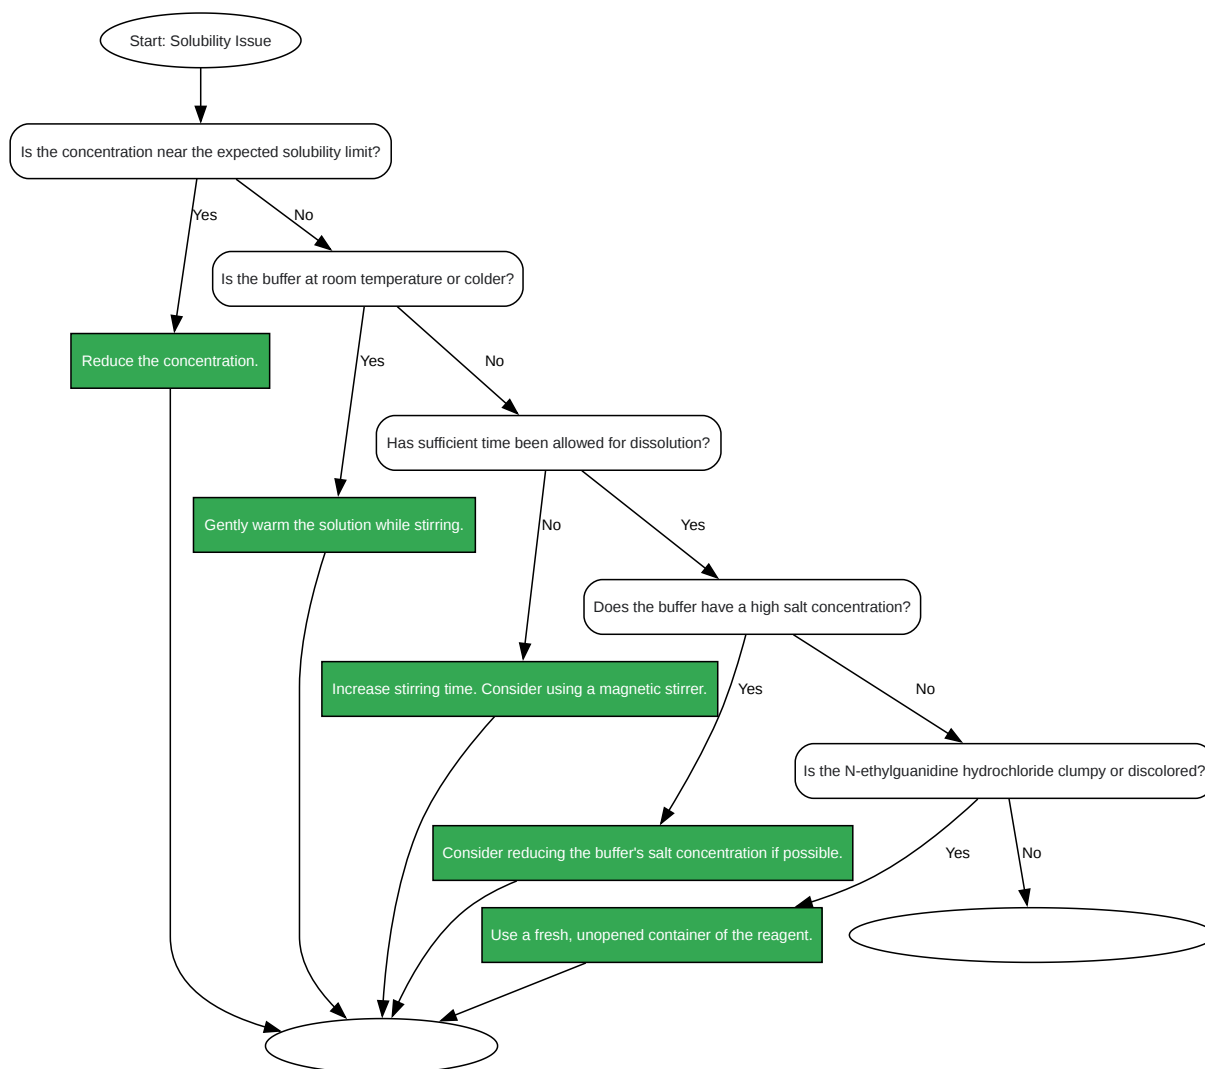 Start: Solubility Issue
Is the concentration near the expected solubility limit?
Yes
No
Is the buffer at room temperature or colder?
Reduce the concentration.
Yes
No
Has sufficient time been allowed for dissolution?
Gently warm the solution while stirring.
No
Yes
Does the buffer have a high salt concentration?
Increase stirring time. Consider using a magnetic stirrer.
Yes
No
Is the N-ethylguanidine hydrochloride clumpy or discolored?
Consider reducing the buffer's salt concentration if possible.
Yes
No
Use a fresh, unopened container of the reagent.